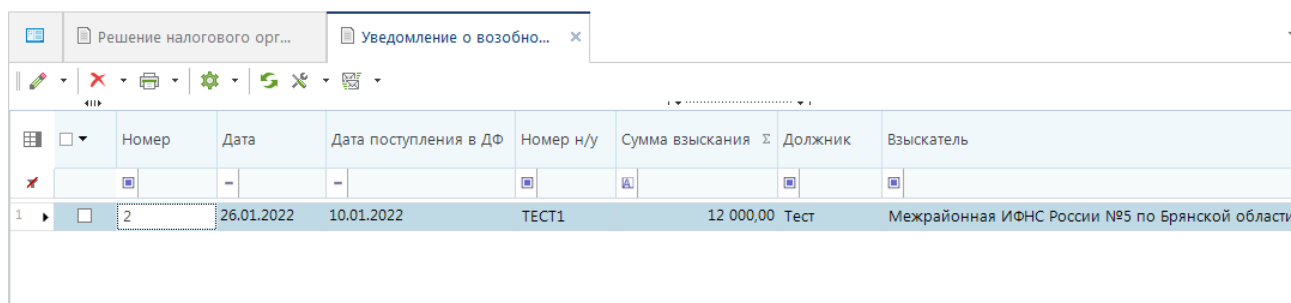 Решение налогового орг... Уведомление о возобно...
Номер Дата Дата поступления в ДФ Номер н/у Сумма взыскания Σ Должник Взыскатель
1 2 26.01.2022 10.01.2022 ТЕСТ1 12 000,00 Тест Межрайонная ИФНС России №5 по Брянской области